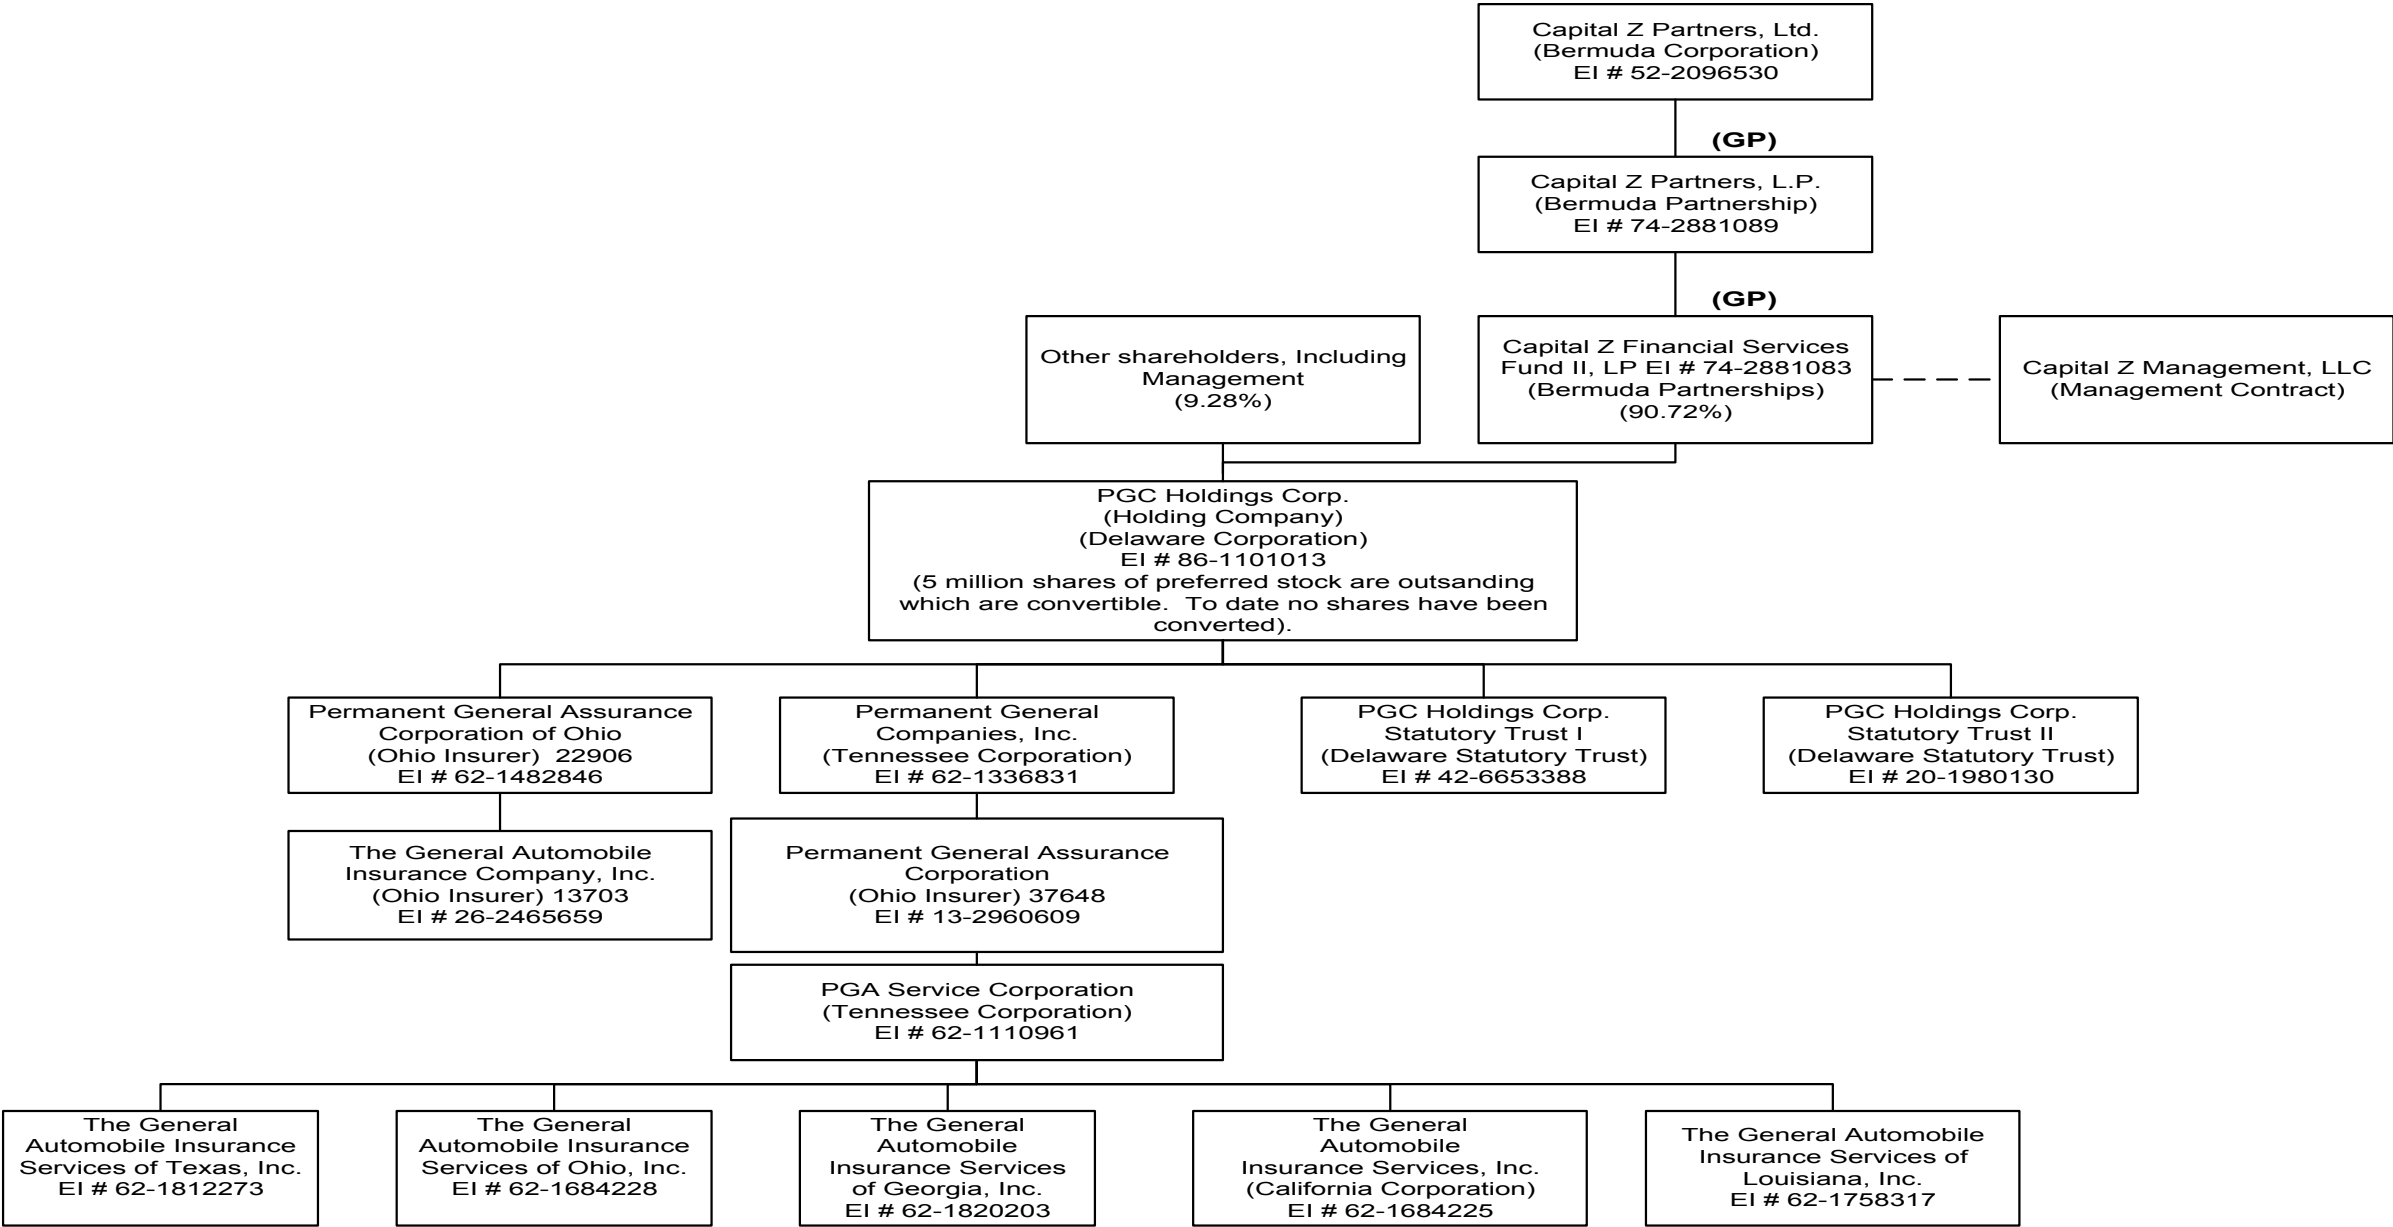 Capital Z Partners, Ltd.
(Bermuda Corporation)
EI # 52-2096530
(GP)
Capital Z Partners, L.P.
(Bermuda Partnership)
EI # 74-2881089
(GP)
Other shareholders, Including
Management
(9.28%)
Capital Z Financial Services
Fund II, LP EI # 74-2881083
(Bermuda Partnerships)
(90.72%)
Capital Z Management, LLC
(Management Contract)
PGC Holdings Corp.
(Holding Company)
(Delaware Corporation)
EI # 86-1101013
(5 million shares of preferred stock are outsanding
which are convertible.  To date no shares have been
converted).
Permanent General Assurance
Corporation of Ohio
(Ohio Insurer)  22906
EI # 62-1482846
Permanent General
Companies, Inc.
(Tennessee Corporation)
EI # 62-1336831
PGC Holdings Corp.
Statutory Trust I
(Delaware Statutory Trust)
EI # 42-6653388
PGC Holdings Corp.
Statutory Trust II
(Delaware Statutory Trust)
EI # 20-1980130
The General Automobile
Insurance Company, Inc.
(Ohio Insurer) 13703
EI # 26-2465659
Permanent General Assurance
Corporation
(Ohio Insurer) 37648
EI # 13-2960609
PGA Service Corporation
(Tennessee Corporation)
EI # 62-1110961
The General
Automobile Insurance
Services of Texas, Inc.
EI # 62-1812273
The General
Automobile Insurance
Services of Ohio, Inc.
EI # 62-1684228
The General
Automobile
Insurance Services
of Georgia, Inc.
EI # 62-1820203
The General
Automobile
Insurance Services, Inc.
(California Corporation)
EI # 62-1684225
The General Automobile
Insurance Services of
Louisiana, Inc.
EI # 62-1758317